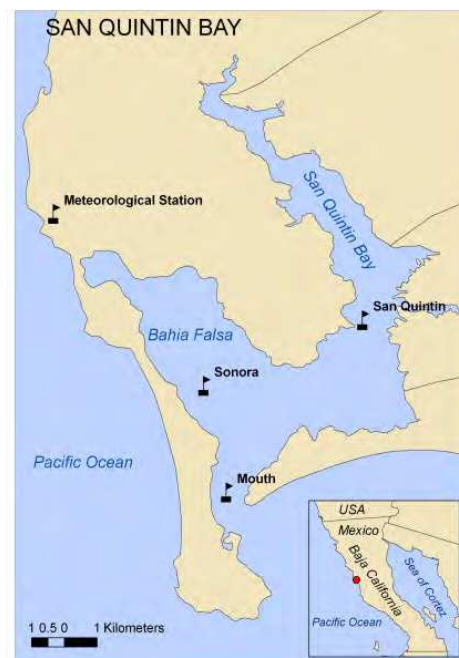 SAN QUINTIN BAY
Meteorological Station
San Quintin Bay
San Quintin
Bahia Falsa
Sonora
Pacific Ocean
Mouth
USA
Mexico
Baja California
Sea of Cortez
Pacific Ocean
1 0.5 0 1 Kilometers